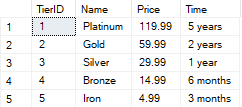 TierID Name Price Time
1 1 Platinum 119.99 5 years
2 2 Gold 59.99 2 years
3 3 Silver 29.99 1 year
4 4 Bronze 14.99 6 months
5 5 Iron 4.99 3 months